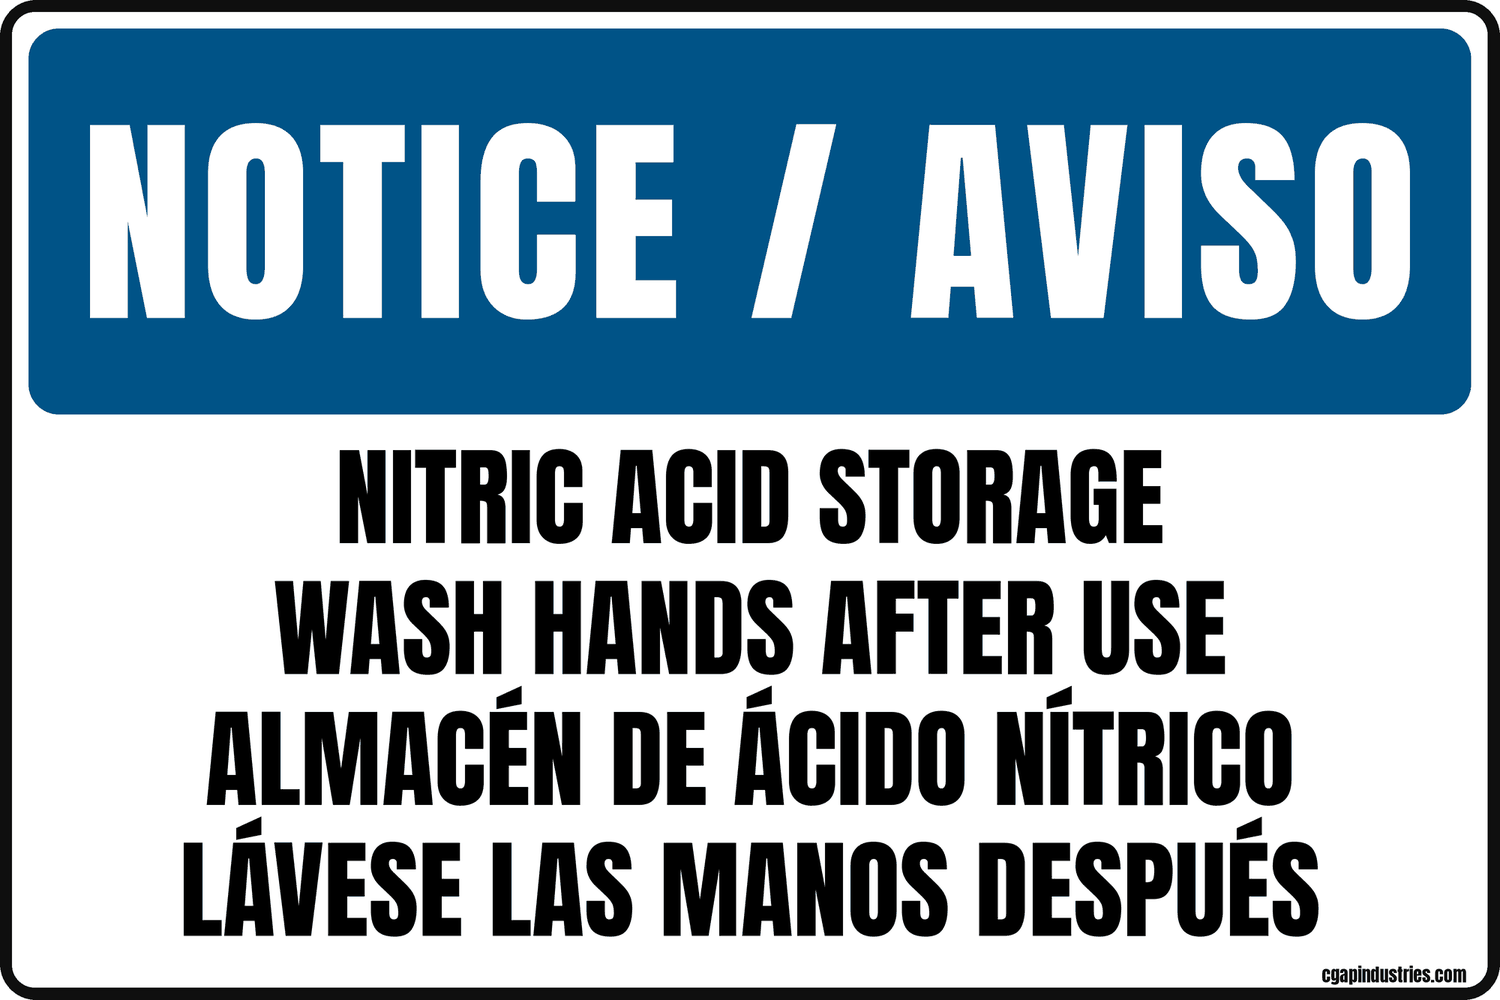 NOTICE / AVISO
NITRIC ACID STORAGE
WASH HANDS AFTER USE
ALMACÉN DE ÁCIDO NÍTRICO
LÁVESE LAS MANOS DESPUÉS
cgapindustries.com